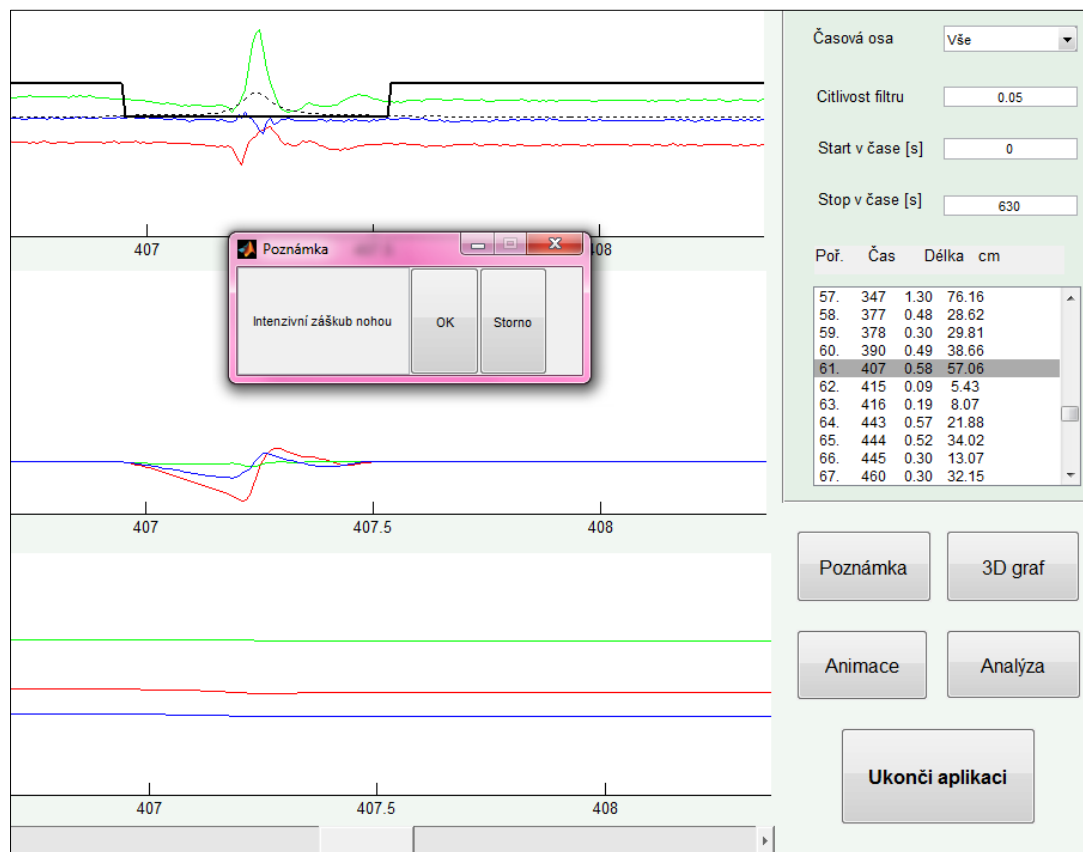 Časová osa
Vše
Citlivost filtru
0.05
Start v čase [s]
0
Stop v čase [s]
630
Poř. Čas Délka cm
57. 347 1.30 76.16
58. 377 0.48 28.62
59. 378 0.30 29.81
60. 390 0.49 38.66
61. 407 0.58 57.06
62. 415 0.09 5.43
63. 416 0.19 8.07
64. 443 0.57 21.88
65. 444 0.52 34.02
66. 445 0.30 13.07
67. 460 0.30 32.15
407 407.5 408
Poznámka
Intenzivní záškub nohou
OK
Storno
407 407.5 408
Poznámka
3D graf
Animace
Analýza
Ukonči aplikaci
407 407.5 408